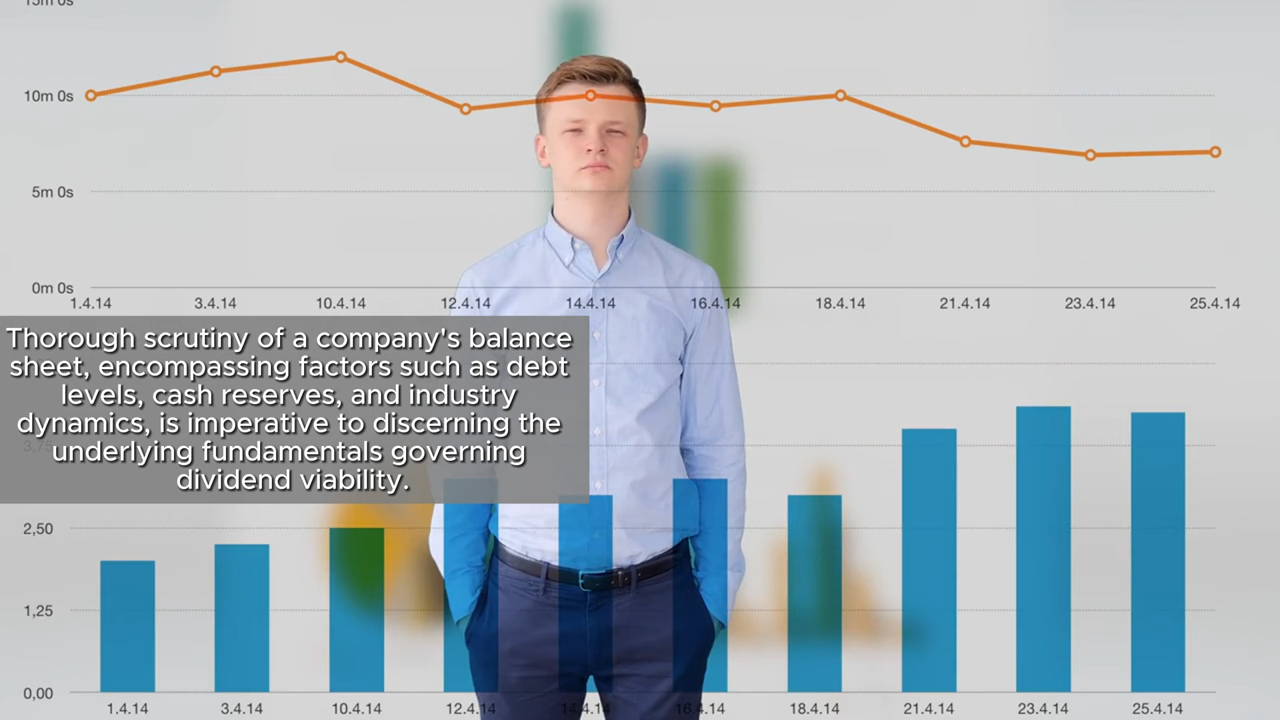 15m 0s
10m 0s
5m 0s
0m 0s
1.4.14 3.4.14 10.4.14 12.4.14 14.4.14 16.4.14 18.4.14 21.4.14 23.4.14 25.4.14
Thorough scrutiny of a company's balance
sheet, encompassing factors such as debt
levels, cash reserves, and industry
dynamics, is imperative to discerning the
underlying fundamentals governing
dividend viability.
2,50
1,25
0,00
1.4.14 3.4.14 10.4.14 12.4.14 14.4.14 16.4.14 18.4.14 21.4.14 23.4.14 25.4.14